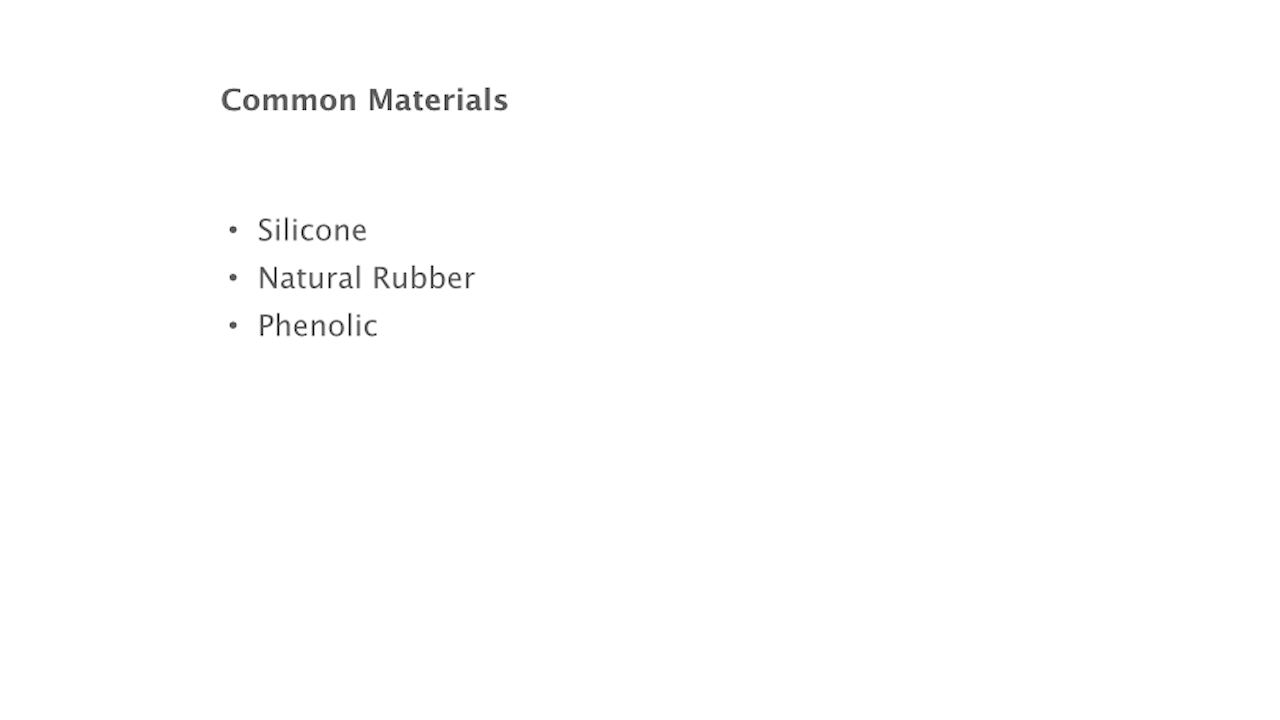 Common Materials
• Silicone
• Natural Rubber
• Phenolic